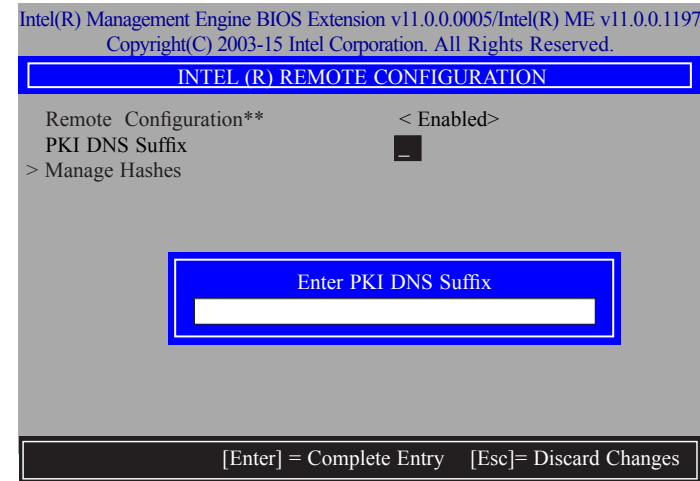 Intel(R) Management Engine BIOS Extension v11.0.0.0005/Intel(R) ME v11.0.0.1197
Copyright(C) 2003-15 Intel Corporation. All Rights Reserved.
INTEL (R) REMOTE CONFIGURATION
Remote Configuration** < Enabled>
PKI DNS Suffix _
> Manage Hashes
Enter PKI DNS Suffix
[Enter] = Complete Entry [Esc]= Discard Changes